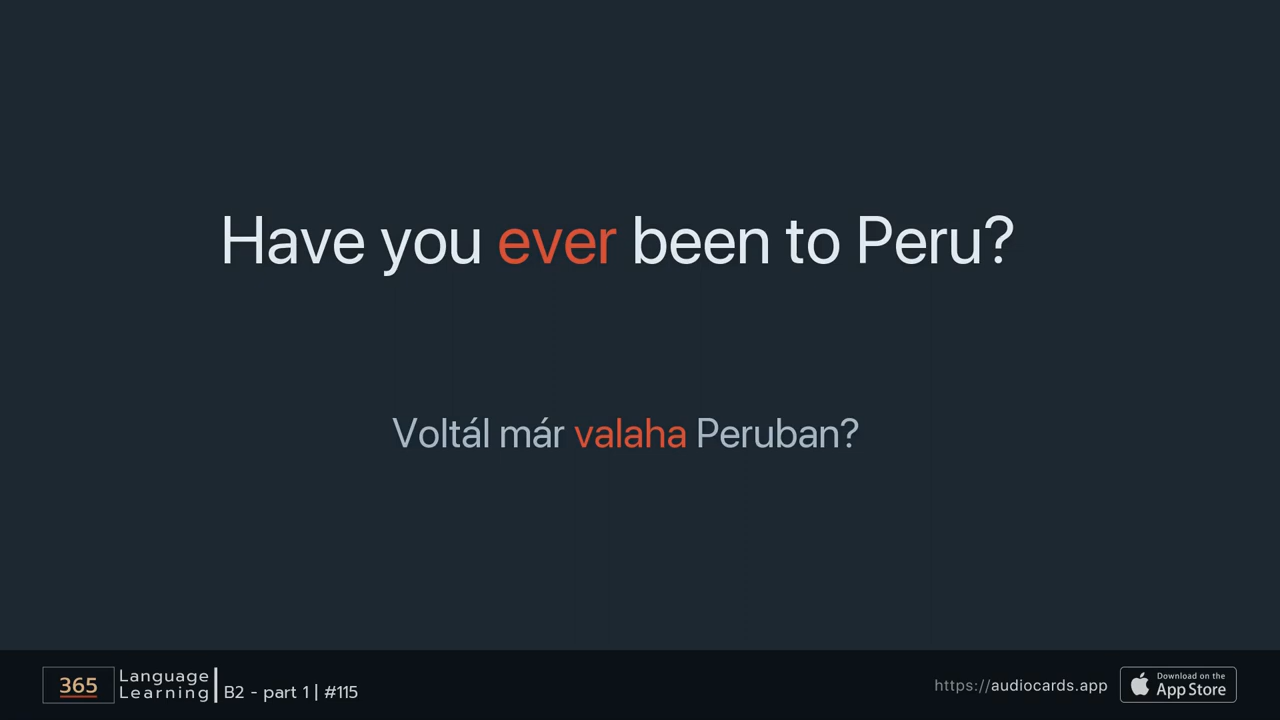 Have you ever been to Peru?
Voltál már valaha Peruban?
365
Language
Learning
B2 - part 1 | #115
https://audiocards.app
Download on the
App Store